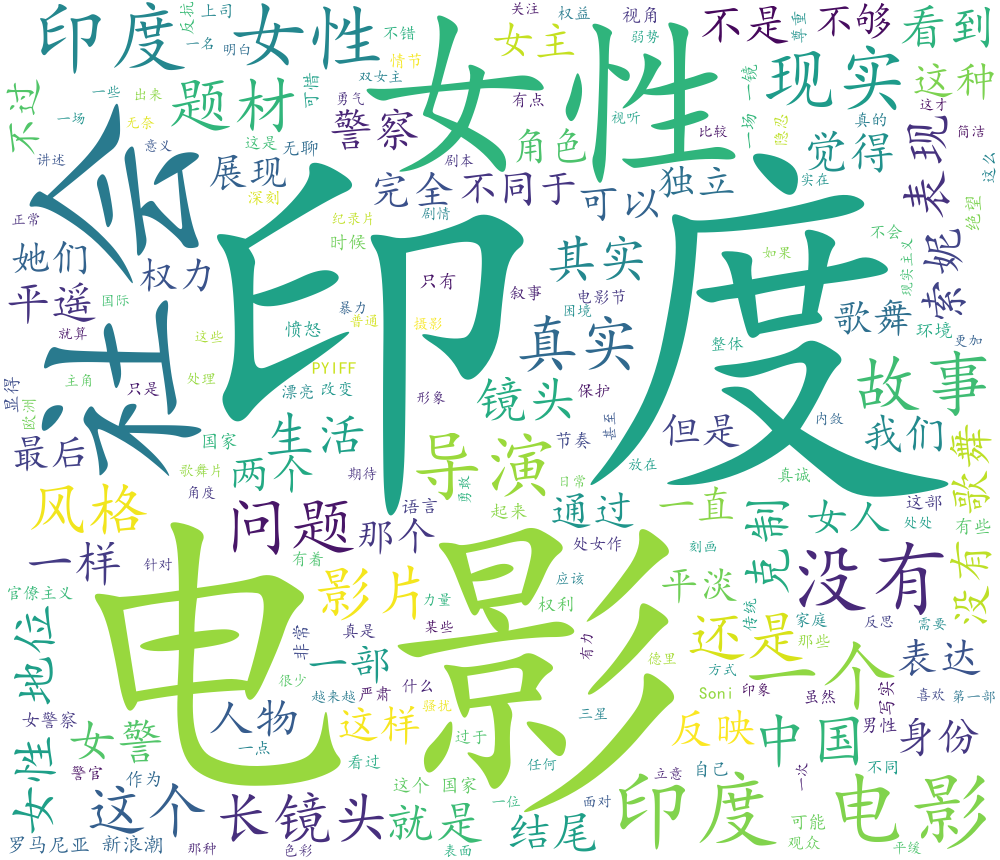 印度
女性
反抗
上司
一名
明白
不错
情节
女主
关注
权益
视角
弱势
不是
尊重
不够
看到
不过
一些
出来
一场
无奈
题材
可惜
双女主
勇气
有点
警察
女性
视听
一镜
一场
现实
隐忍
这种
这才
真的
简洁
讲述
意义
这是
无聊
剧本
角色
比较
觉得
表现
这么
社会
展现
深刻
完全
不同于
可以
独立
实在
绝望
正常
她们
权力
纪录片
剧情
时候
印度
其实
如果
不会
现实主义
索妮
平遥
国际
就算
这些
愤怒
暴力
普通
只有
摄影
叙事
电影节
困境
真实
歌舞
环境
更加
整体
显得
欧洲
主角
只是
处理
PYIFF
漂亮
改变
形象
镜头
保护
故事
最后
国家
生活
歌舞片
两个
角度
期待
导演
节奏
甚至
但是
内敛
我们
歌舞
风格
问题
那个
语言
勇敢
起来
日常
放在
通过
处女作
真诚
一直
克制
女人
这部
处处
有些
没有
一样
针对
有着
电影
影片
力量
应该
权利
刻画
平淡
没有
官僚主义
地位
非常
真是
某些
有力
传统
家庭
反思
需要
还是
那些
一个
表达
很少
一部
越来越
严肃
什么
德里
方式
Soni
印象
虽然
写实
喜欢
第一部
女警察
女警
人物
这样
骚扰
三星
反映
中国
男性
身份
女性
警官
作为
一点
看过
过于
任何
立意
自己
一次
不同
这个
长镜头
这个
国家
就是
一位
面对
结尾
印度
可能
观众
电影
平缓
罗马尼亚
新浪潮
那种
色彩
表面